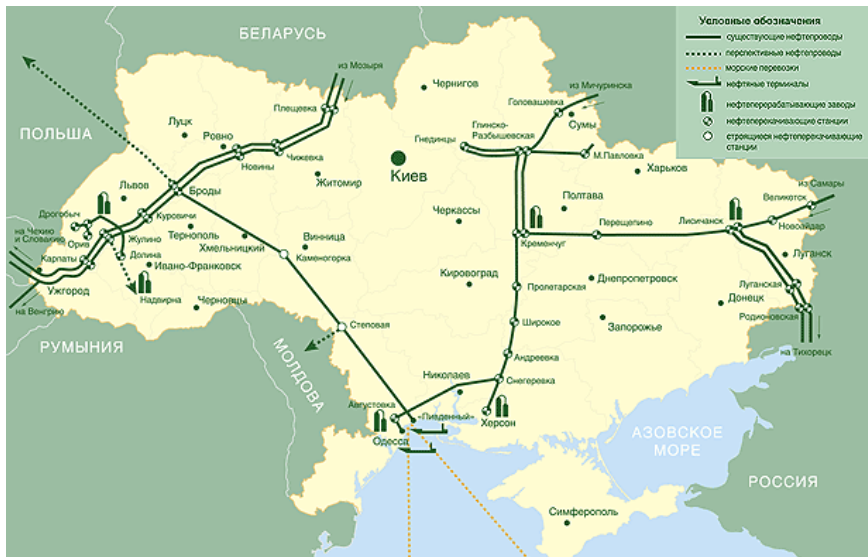 Условные обозначения
существующие нефтепроводы
перспективные нефтепроводы
морские перевозки
нефтяные терминалы
нефтеперерабатывающие заводы
нефтеперекачивающие станции
строящиеся нефтеперекачивающие
станции
БЕЛАРУСЬ
из Мозыря
Чернигов
из Мичуринска
Плещевка
Головашевка
Луцк
Глинско-
Разбышевская
Сумы
ПОЛЬША
Ровно
Гнединцы
Новины
Чижевка
М.Павловка
Киев
Харьков
Житомир
из Самары
Львов
Броды
Великоцк
Дрогобыч
Куровичи
Полтава
Черкассы
Лисичанск
Новоайдар
на Чехию
и Словакию
Орив
Жулино
Тернополь
Винница
Кременчуг
Перещепино
Хмельницкий
Каменогорка
Карпаты
Долина
Ивано-Франковск
Луганск
Кировоград
Днепропетровск
Ужгород
Надвирна
Черновцы
Пролетарская
Луганская
Донецк
на Венгрию
Родионовская
Степовая
Широкое
Запорожье
РУМЫНИЯ
МОЛДОВА
Андреевка
на Тихорецк
Николаев
Снегеревка
Августовка
«Пивденный»
Херсон
Одесса
АЗОВСКОЕ
МОРЕ
РОССИЯ
Симферополь